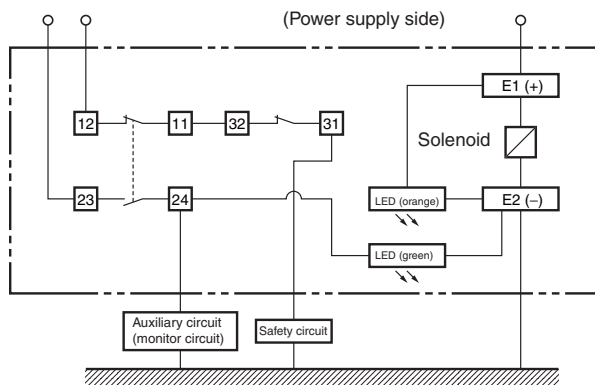 (Power supply side)
E1 (+)
12
11
32
31
Solenoid
23
24
LED (orange)
E2 (–)
LED (green)
Auxiliary circuit
(monitor circuit)
Safety circuit